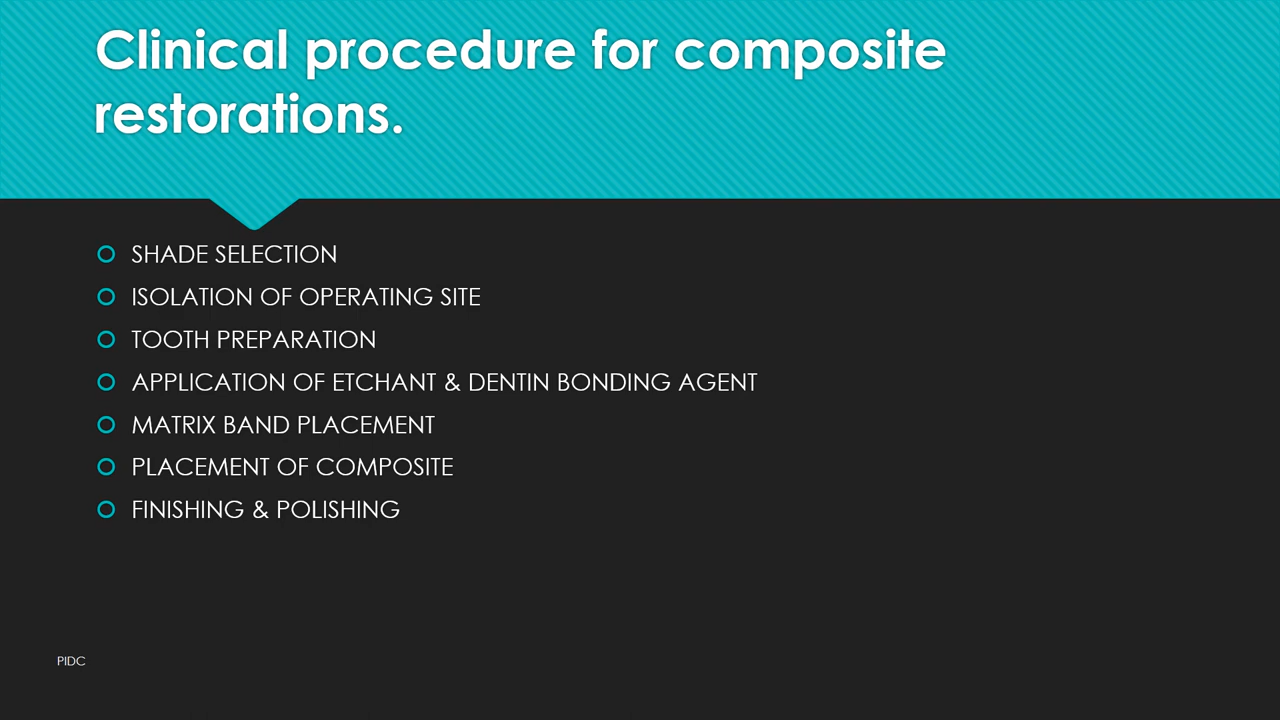 Clinical procedure for composite
restorations.
SHADE SELECTION
ISOLATION OF OPERATING SITE
TOOTH PREPARATION
APPLICATION OF ETCHANT & DENTIN BONDING AGENT
MATRIX BAND PLACEMENT
PLACEMENT OF COMPOSITE
FINISHING & POLISHING
PIDC